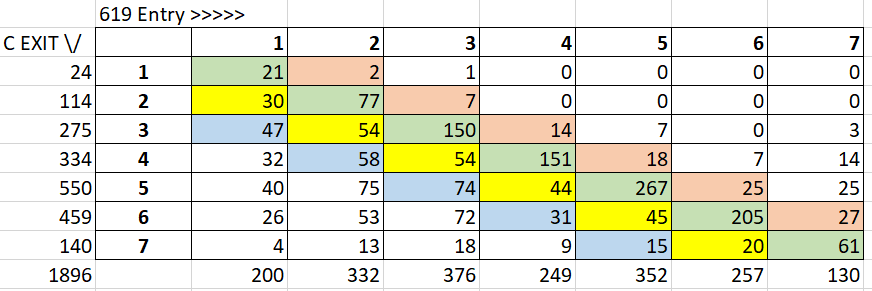 619 Entry >>>>>
C EXIT \/ 1 2 3 4 5 6 7
24 1 21 2 1 0 0 0 0
114 2 30 77 7 0 0 0 0
275 3 47 54 150 14 7 0 3
334 4 32 58 54 151 18 7 14
550 5 40 75 74 44 267 25 25
459 6 26 53 72 31 45 205 27
140 7 4 13 18 9 15 20 61
1896 200 332 376 249 352 257 130